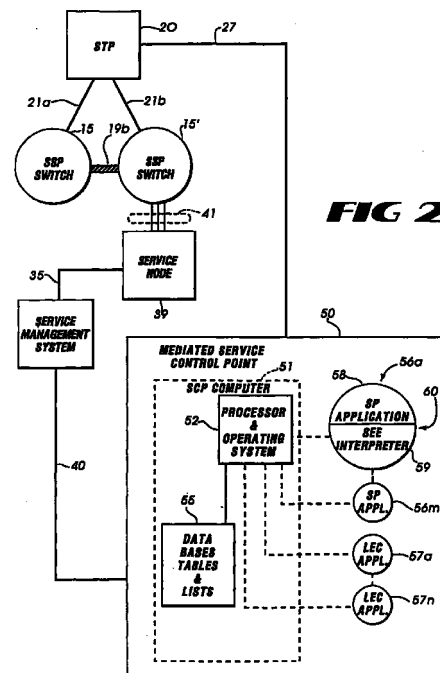 20
27
STP
21a
21b
15
19b
15'
SSP
SWITCH
SSP
SWITCH
41
FIG 2
SERVICE
NODE
35
39
SERVICE
MANAGEMENT
SYSTEM
50
MEDIATED SERVICE
CONTROL POINT
51
56a
SCP COMPUTER
58
52
PROCESSOR
&
OPERATING
SYSTEM
SP
APPLICATION
60
SEE
INTERPRETER
59
40
SP
APPL.
56m
55
DATA
BASES
TABLES
&
LISTS
LEC
APPL.
57a
LEC
APPL.
57n